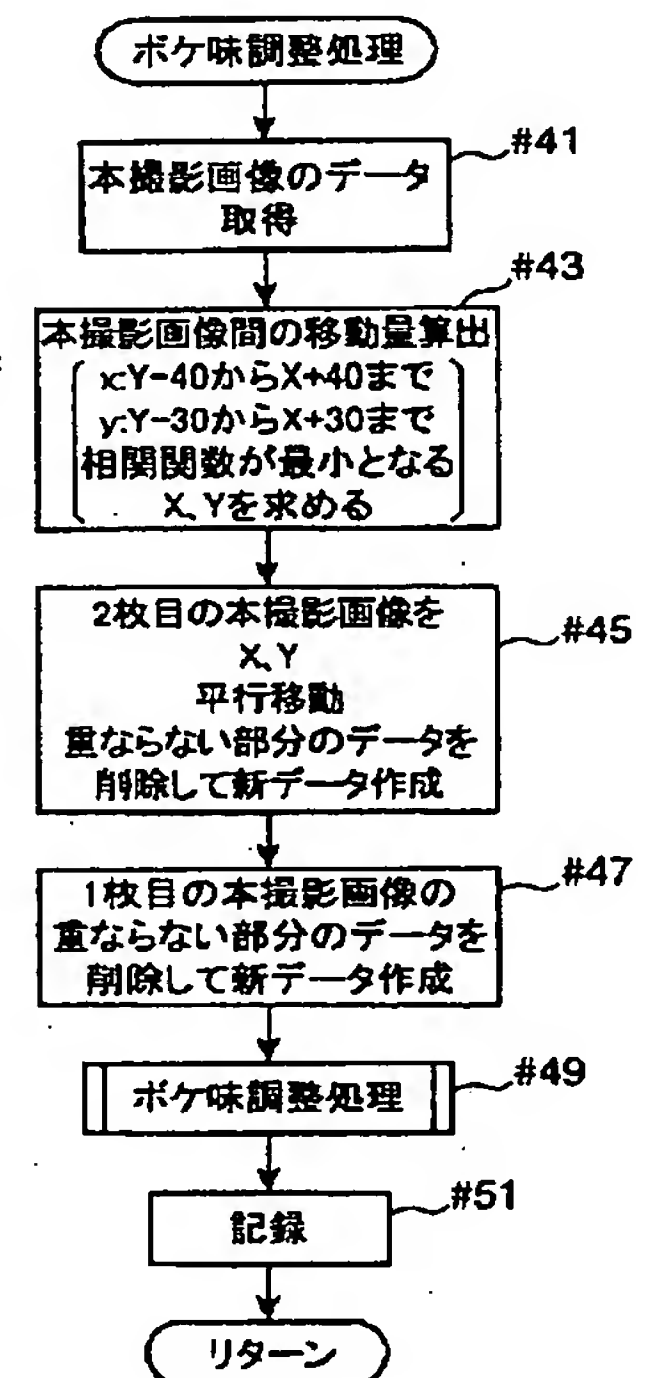 ボケ味調整処理
#41
本撮影画像のデータ
取得
#43
本撮影画像間の移動量算出
x:Y-40からX+40まで
y:Y-30からX+30まで
相関関数が最小となる
X、Yを求める
#45
2枚目の本撮影画像を
X、Y
平行移動
重ならない部分のデータを
削除して新データ作成
#47
1枚目の本撮影画像の
重ならない部分のデータを
削除して新データ作成
#49
ボケ味調整処理
#51
記録
リターン